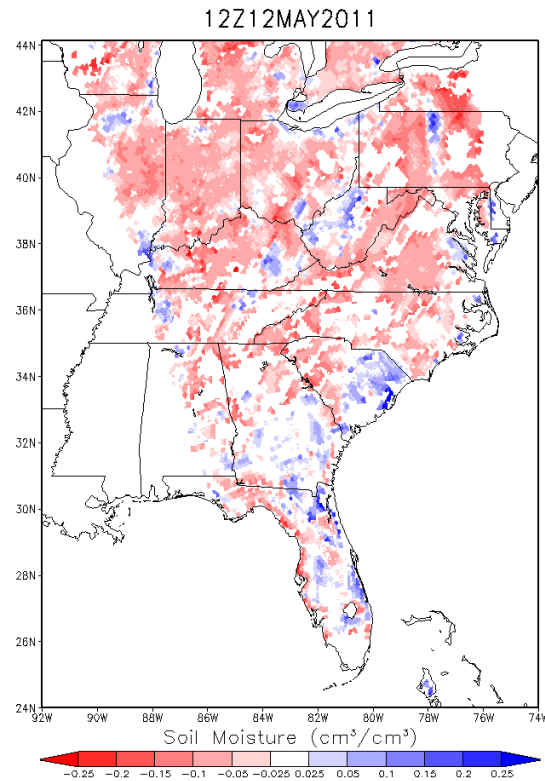 12Z12MAY2011
44N
42N
40N
38N
36N
34N
32N
30N
28N
26N
24N
92W 90W 88W 86W 84W 82W 80W 78W 76W 74W
Soil Moisture (cm³/cm³)
-0.25 -0.2 -0.15 -0.1 -0.05 -0.025 0.025 0.05 0.1 0.15 0.2 0.25